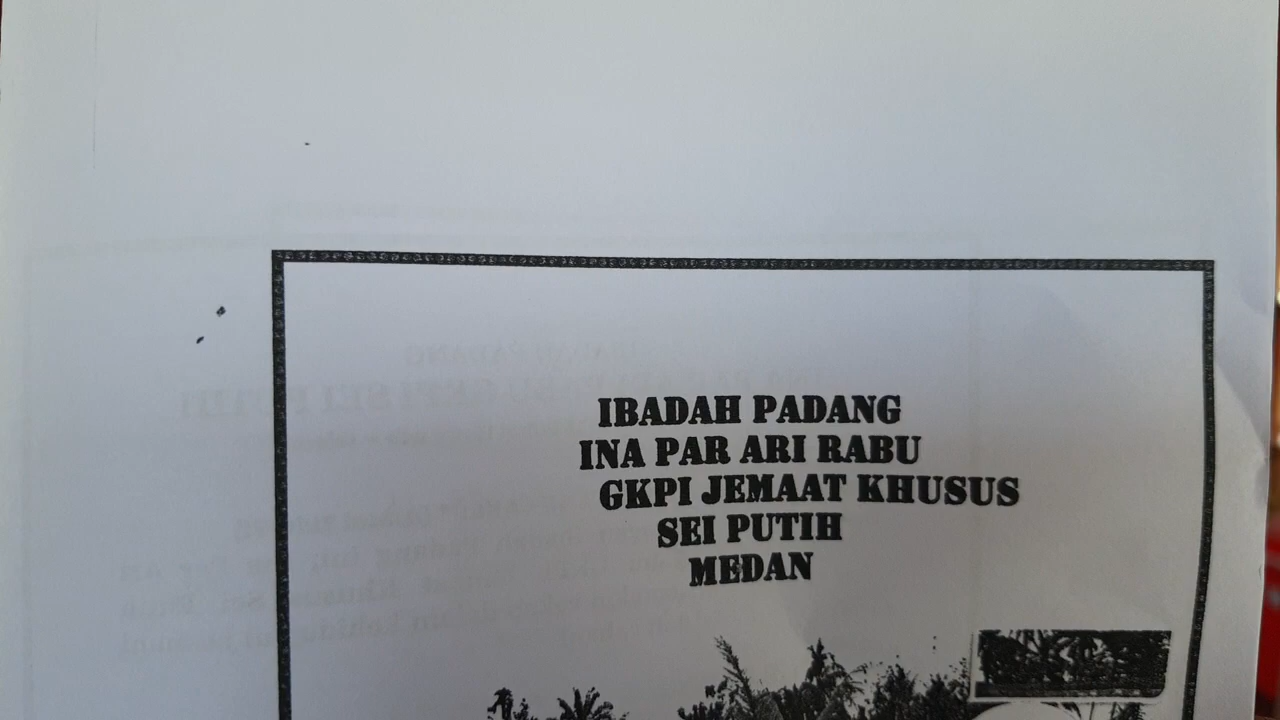 IBADAH PADANG
INA PAR ARI RABU
GKPI JEMAAT KHUSUS
SEI PUTIH
MEDAN